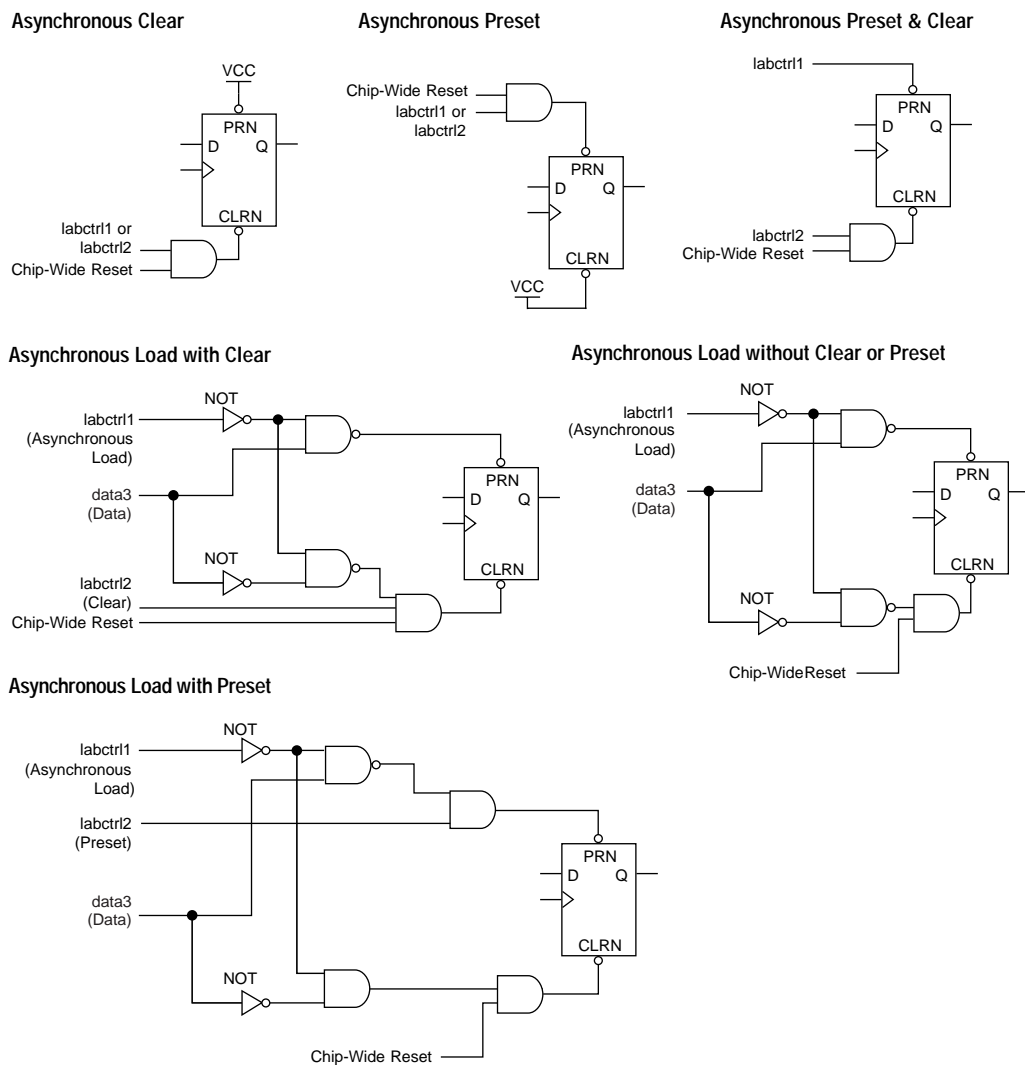 Asynchronous Clear
VCC
PRN
D Q
CLRN
labctrl1 or
labctrl2
Chip-Wide Reset
Asynchronous Preset
Chip-Wide Reset
labctrl1 or
labctrl2
PRN
D Q
CLRN
VCC
Asynchronous Preset & Clear
labctrl1
PRN
D Q
CLRN
labctrl2
Chip-Wide Reset
Asynchronous Load with Clear
NOT
labctrl1
(Asynchronous
Load)
PRN
D Q
data3
(Data)
NOT
CLRN
labctrl2
(Clear)
Chip-Wide Reset
Asynchronous Load without Clear or Preset
NOT
labctrl1
(Asynchronous
Load)
PRN
D Q
data3
(Data)
NOT
CLRN
Chip-WideReset
Asynchronous Load with Preset
NOT
labctrl1
(Asynchronous
Load)
labctrl2
(Preset)
PRN
D Q
data3
(Data)
CLRN
NOT
Chip-Wide Reset